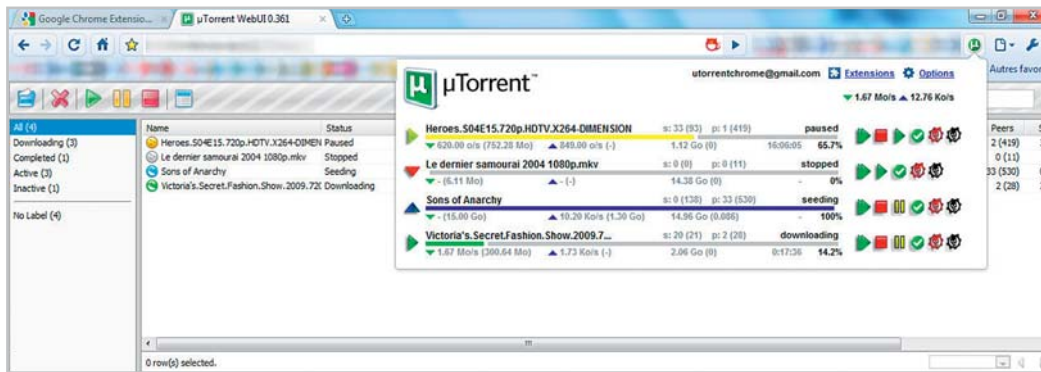 Google Chrome Extensio...
µTorrent WebUI 0.361
Autres favor
All (4)
Downloading (3)
Completed (1)
Active (3)
Inactive (1)
No Label (4)
Name Status
Heroes.S04E15.720p.HDTV.X264-DIMEN Paused
Le dernier samourai 2004 1080p.mkv Stopped
Sons of Anarchy Seeding
Victoria's.Secret.Fashion.Show.2009.72 Downloading
µTorrent™
utorrentchrome@gmail.com Extensions Options
1.67 Mo/s 12.76 Ko/s
Heroes.S04E15.720p.HDTV.X264-DIMENSION s: 33 (93) p: 1 (419) paused
620.00 o/s (752.28 Mo) 849.00 o/s (-) 1.12 Go (0) 16:06:05 65.7%
Le dernier samourai 2004 1080p.mkv s: 0 (0) p: 0 (11) stopped
- (6.11 Mo) - (-) 14.38 Go (0) - 0%
Sons of Anarchy s: 0 (138) p: 33 (530) seeding
- (15.00 Go) 10.20 Ko/s (1.30 Go) 14.96 Go (0.086) - 100%
Victoria's.Secret.Fashion.Show.2009.7... s: 20 (21) p: 2 (28) downloading
1.67 Mo/s (300.64 Mo) 1.73 Ko/s (-) 2.06 Go (0) 0:17:36 14.2%
Peers
2 (419)
0 (11)
33 (530)
2 (28)
0 row(s) selected.